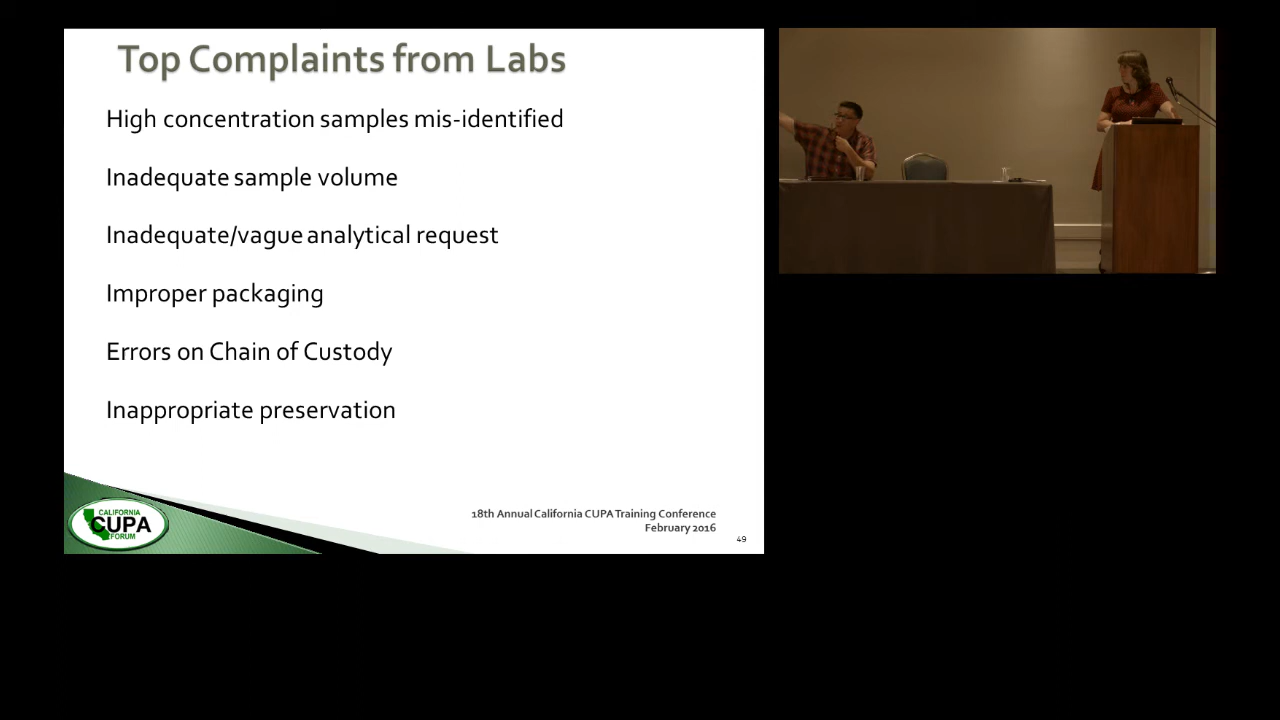 Top Complaints from Labs
High concentration samples mis-identified
Inadequate sample volume
Inadequate/vague analytical request
Improper packaging
Errors on Chain of Custody
Inappropriate preservation
CALIFORNIA
CUPA
FORUM
18th Annual California CUPA Training Conference
February 2016
49